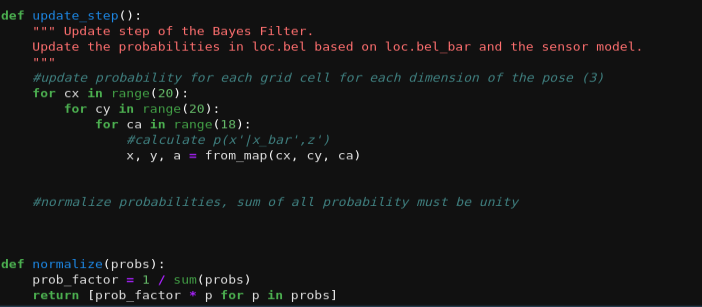 def update_step():
    """ Update step of the Bayes Filter.
    Update the probabilities in loc.bel based on loc.bel_bar and the sensor model.
    """
    #update probability for each grid cell for each dimension of the pose (3)
    for cx in range(20):
        for cy in range(20):
            for ca in range(18):
                #calculate p(x'|x_bar',z')
                x, y, a = from_map(cx, cy, ca)
    #normalize probabilities, sum of all probability must be unity
def normalize(probs):
    prob_factor = 1 / sum(probs)
    return [prob_factor * p for p in probs]